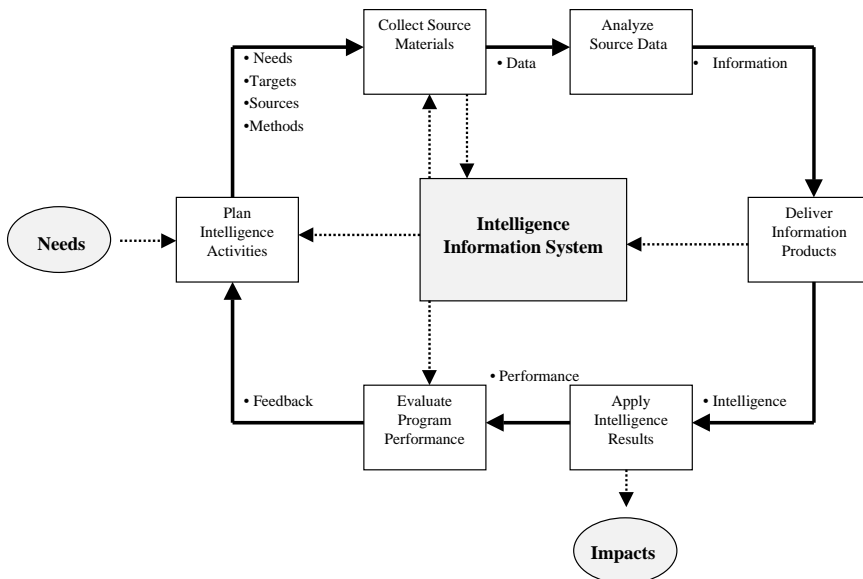 Collect Source
Materials
Analyze
Source Data
• Needs
•Targets
•Sources
•Methods
• Data
• Information
Needs
Plan
Intelligence
Activities
Intelligence
Information System
Deliver
Information
Products
• Feedback
Evaluate
Program
Performance
• Performance
Apply
Intelligence
Results
• Intelligence
Impacts